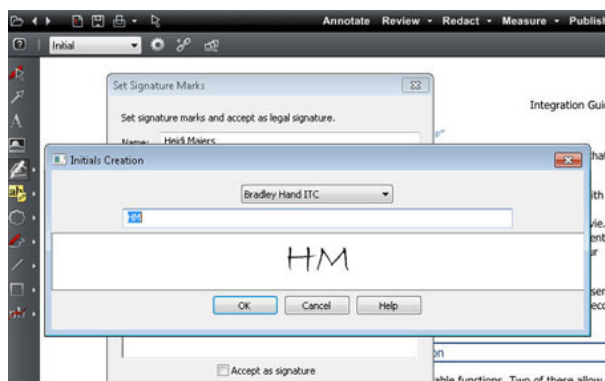 Annotate Review Redact Measure Publish
Initial
Set Signature Marks
Integration Gui
Set signature marks and accept as legal signature.
Name: Heidi Maiers
Initials Creation
Bradley Hand ITC
HM
HM
OK Cancel Help
Accept as signature
able functions. Two of these allow